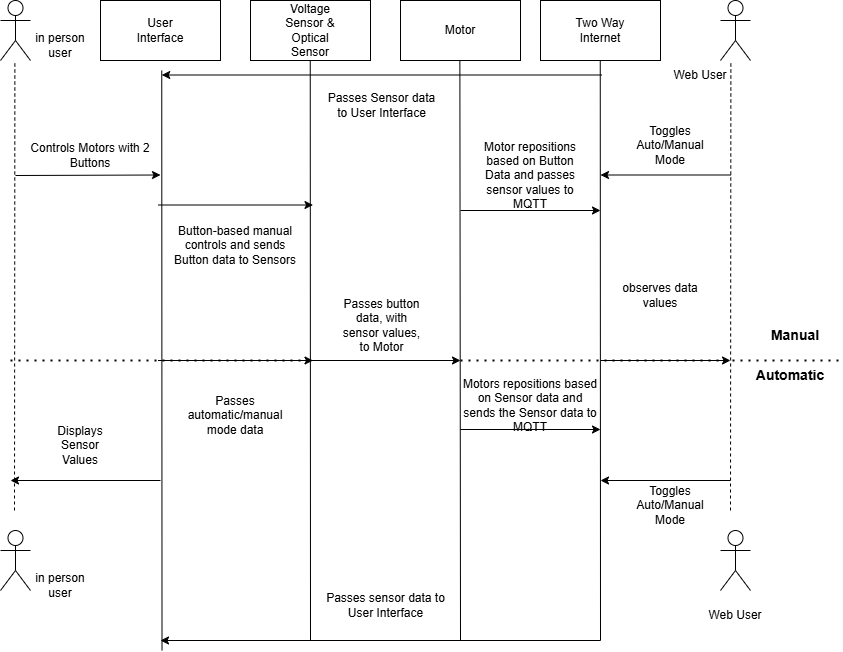 in person
user
User
Interface
Voltage
Sensor &
Optical
Sensor
Motor
Two Way
Internet
Web User
Passes Sensor data
to User Interface
Controls Motors with 2
Buttons
Motor repositions
based on Button
Data and passes
sensor values to
MQTT
Toggles
Auto/Manual
Mode
Button-based manual
controls and sends
Button data to Sensors
observes data
values
Passes button
data, with
sensor values,
to Motor
Manual
Automatic
Passes
automatic/manual
mode data
Motors repositions based
on Sensor data and
sends the Sensor data to
MQTT
Displays
Sensor
Values
Toggles
Auto/Manual
Mode
in person
user
Passes sensor data to
User Interface
Web User